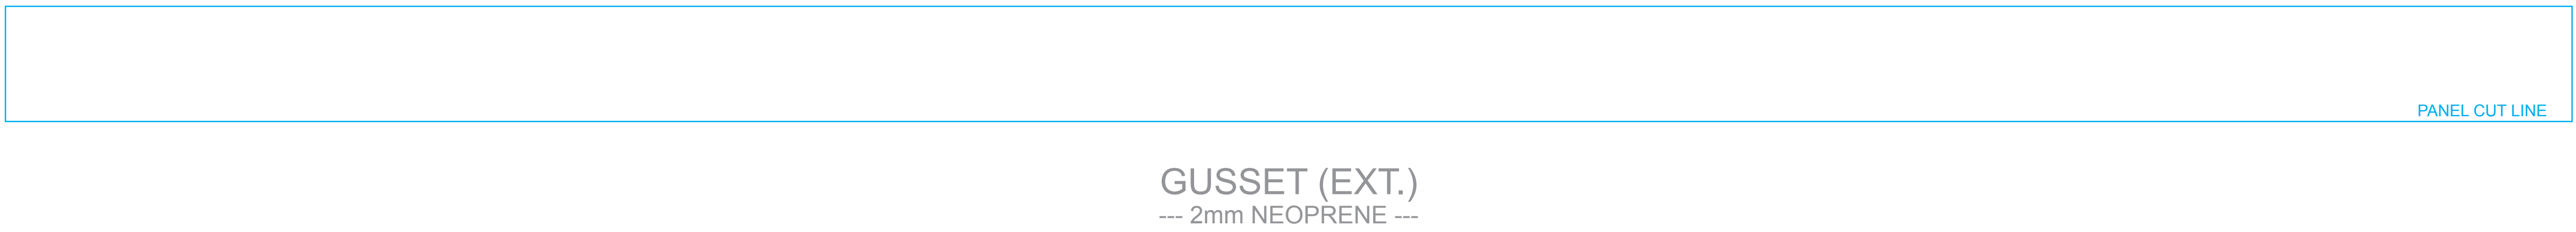 PANEL CUT LINE
GUSSET (EXT.)
--- 2mm NEOPRENE ---